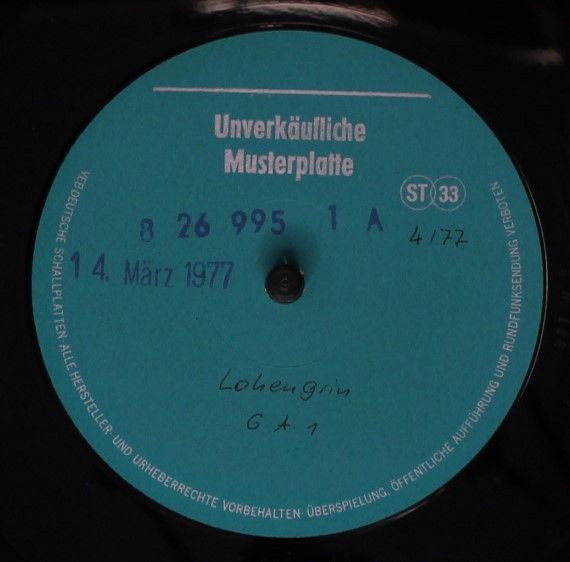 Unverkäufliche
Musterplatte
ST 33
8 26 995 1 A
4/77
14. März 1977
Lohengrin
G A 1
VEB DEUTSCHE SCHALLPLATTEN · ALLE HERSTELLER- UND URHEBERRECHTE VORBEHALTEN · ÜBERSPIELUNG, ÖFFENTLICHE AUFFÜHRUNG UND RUNDFUNKSENDUNG VERBOTEN